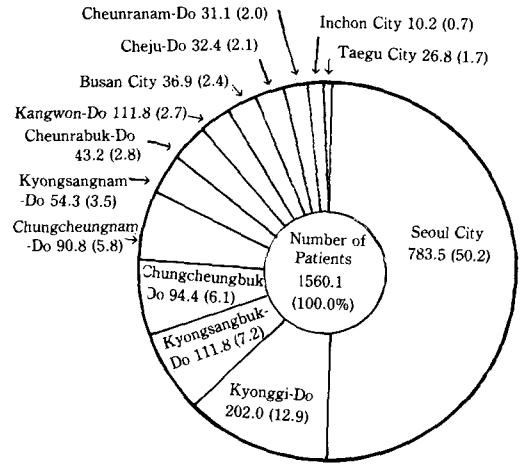 Cheunranam-Do 31.1 (2.0)
Inchon City 10.2 (0.7)
Cheju-Do 32.4 (2.1)
Taegu City 26.8 (1.7)
Busan City 36.9 (2.4)
Kangwon-Do 111.8 (2.7)
Cheunrabuk-Do
43.2 (2.8)
Kyongsangnam
-Do 54.3 (3.5)
Chungcheungnam
-Do 90.8 (5.8)
Chungcheungbuk
Do 94.4 (6.1)
Kyongsangbuk-
Do 111.8 (7.2)
Kyonggi-Do
202.0 (12.9)
Number of
Patients
1560.1
(100.0%)
Seoul City
783.5 (50.2)